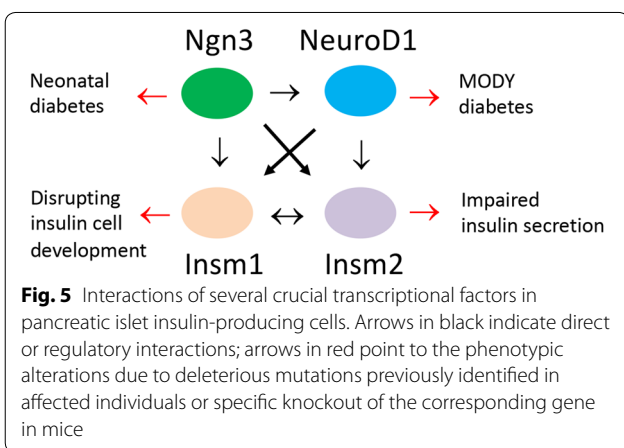 Ngn3 NeuroD1
Neonatal
diabetes
MODY
diabetes
Disrupting
insulin cell
development
Impaired
insulin secretion
Insm1 Insm2
Fig. 5 Interactions of several crucial transcriptional factors in
pancreatic islet insulin-producing cells. Arrows in black indicate direct
or regulatory interactions; arrows in red point to the phenotypic
alterations due to deleterious mutations previously identified in
affected individuals or specific knockout of the corresponding gene
in mice